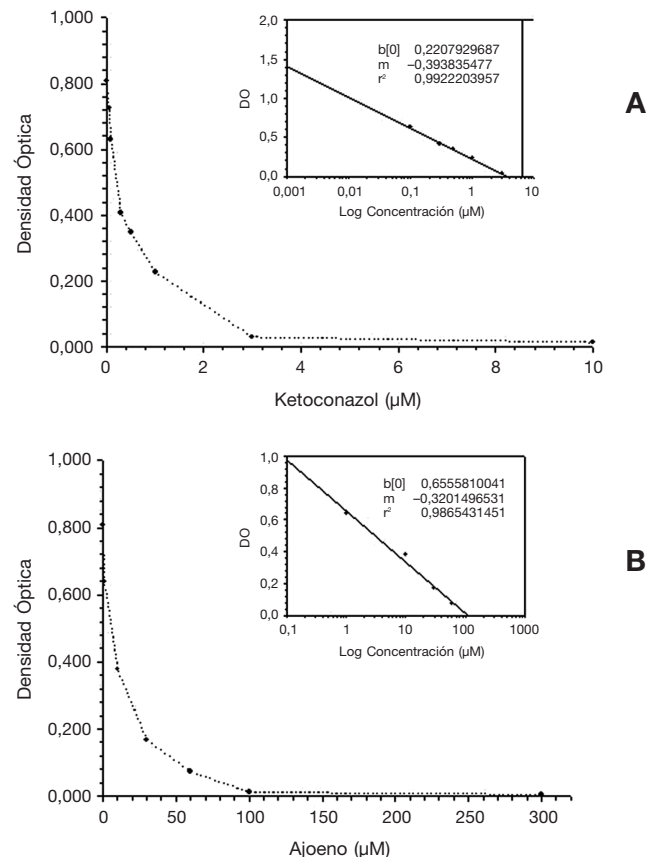 A
Densidad Óptica
1,000
0,800
0,600
0,400
0,200
0,000
0 2 4 6 8 10
Ketoconazol (µM)
DO
2,0
1,5
1,0
0,5
0,0
b[0] 0,2207929687
m –0,393835477
r² 0,9922203957
0,001 0,01 0,1 1 10
Log Concentración (µM)
B
Densidad Óptica
1,000
0,800
0,600
0,400
0,200
0,000
0 50 100 150 200 250 300
Ajoeno (µM)
DO
1,0
0,8
0,6
0,4
0,2
0,0
b[0] 0,6555810041
m –0,3201496531
r² 0,9865431451
0,1 1 10 100 1000
Log Concentración (µM)